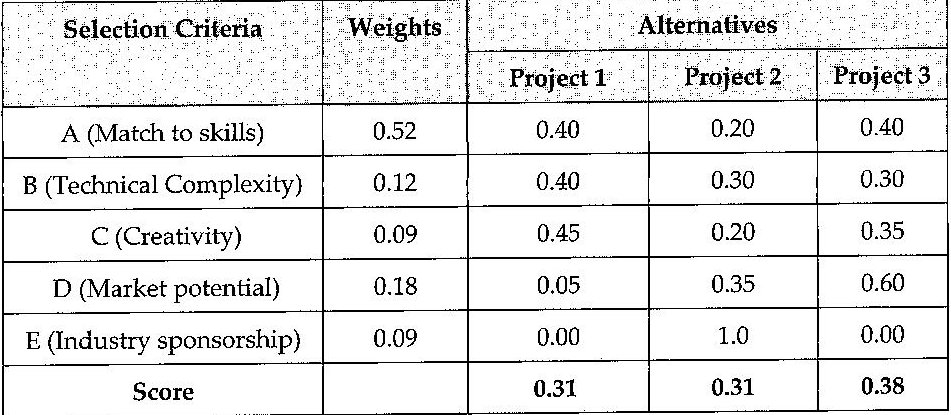 Selection Criteria Weights Alternatives
Project 1 Project 2 Project 3
A (Match to skills) 0.52 0.40 0.20 0.40
B (Technical Complexity) 0.12 0.40 0.30 0.30
C (Creativity) 0.09 0.45 0.20 0.35
D (Market potential) 0.18 0.05 0.35 0.60
E (Industry sponsorship) 0.09 0.00 1.0 0.00
Score 0.31 0.31 0.38